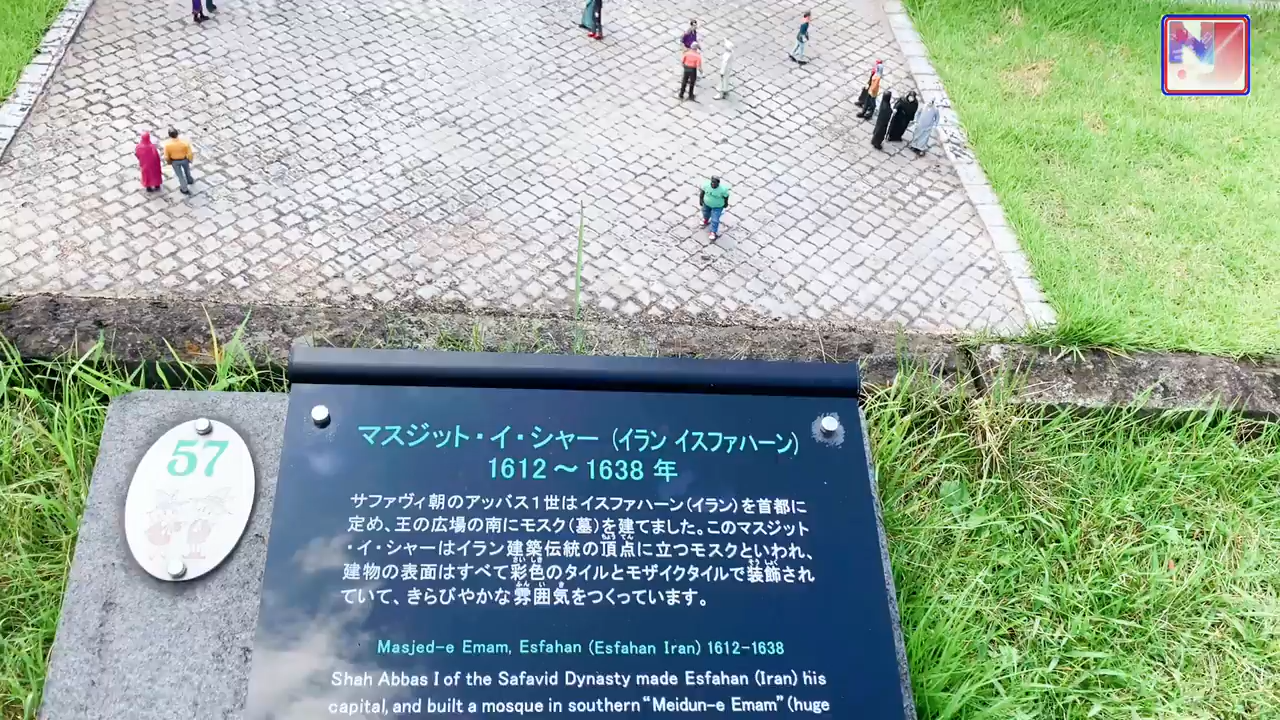 57
マスジット・イ・シャー (イラン イスファハーン)
1612～1638 年
サファヴィ朝のアッバス1世はイスファハーン(イラン)を首都に
定め、王の広場の南にモスク(墓)を建てました。このマスジット
・イ・シャーはイラン建築伝統の頂点に立つモスクといわれ、
建物の表面はすべて彩色のタイルとモザイクタイルで装飾され
ていて、きらびやかな雰囲気をつくっています。
Masjed-e Emam, Esfahan (Esfahan Iran) 1612-1638
Shah Abbas I of the Safavid Dynasty made Esfahan (Iran) his
capital, and built a mosque in southern "Meidun-e Emam" (huge